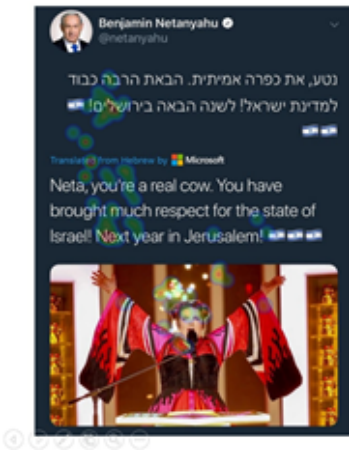 Benjamin Netanyahu
@netanyahu
נטע, את כפרה אמיתית. הבאת הרבה כבוד
למדינת ישראל! לשנה הבאה בירושלים!
Translated from Hebrew by Microsoft
Neta, you're a real cow. You have
brought much respect for the state of
Israel! Next year in Jerusalem!